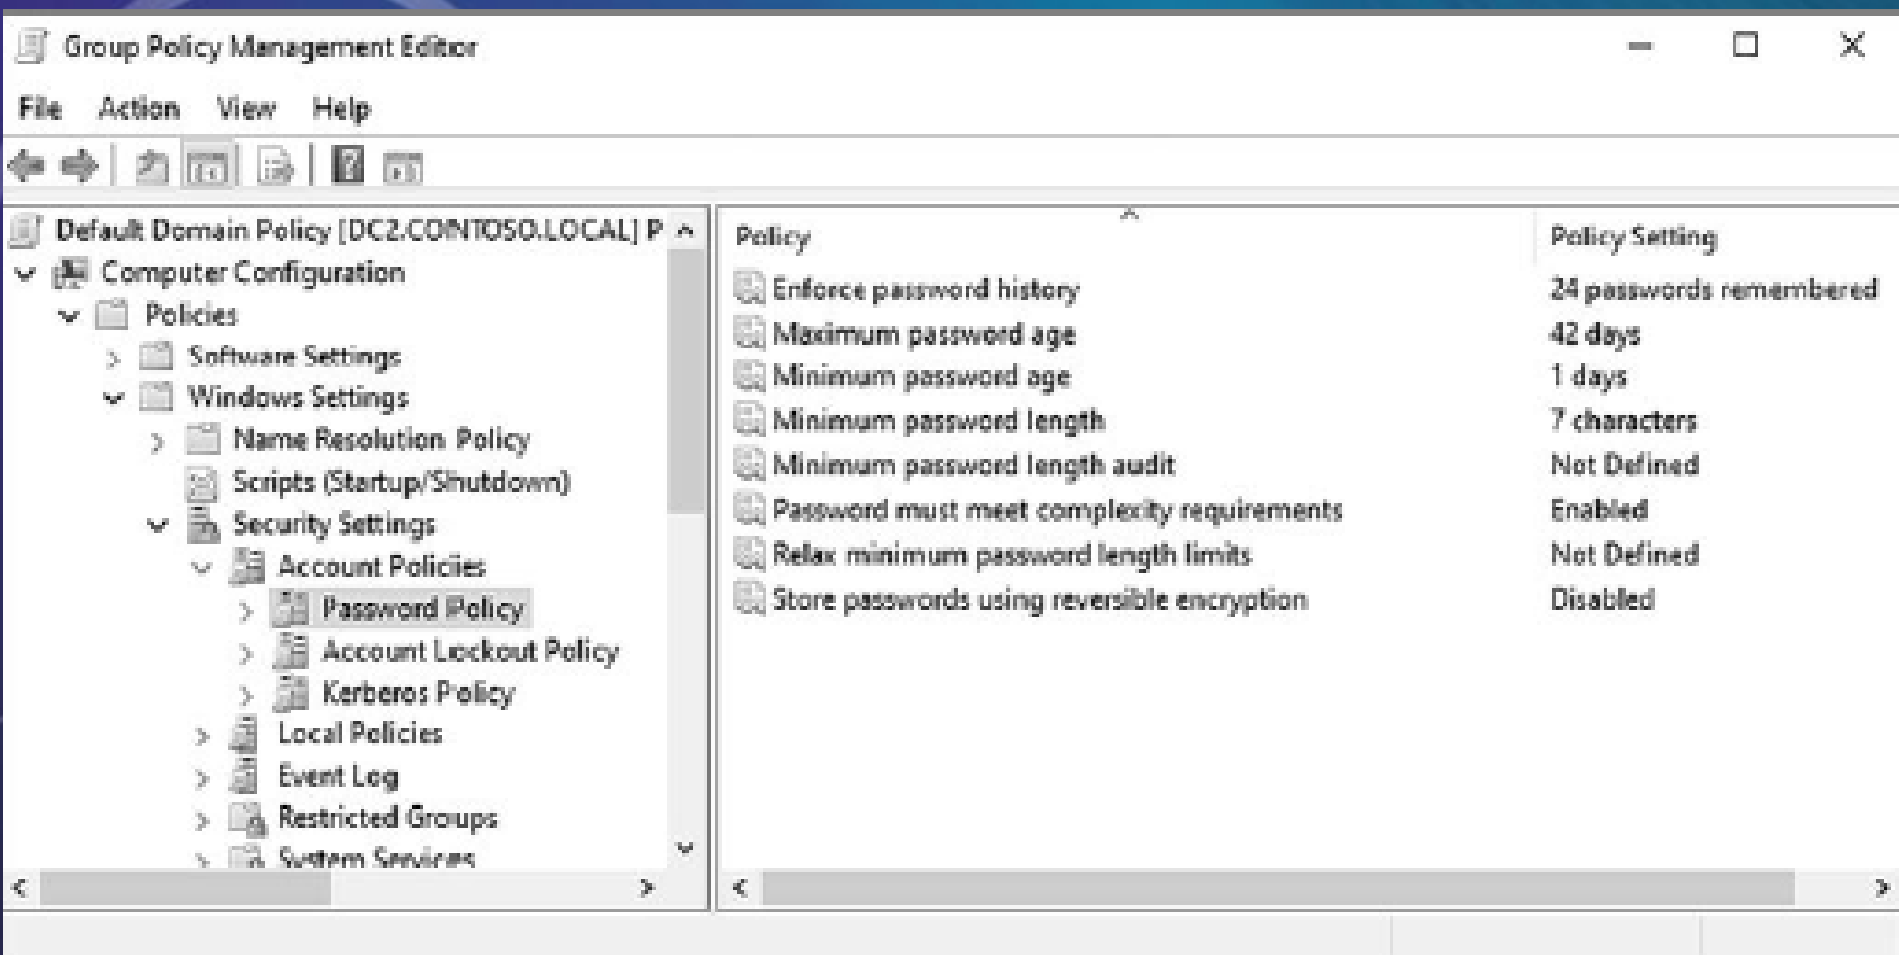 Group Policy Management Editor
File Action View Help
Default Domain Policy [DC2.CONTOSO.LOCAL] P
Computer Configuration
Policies
Software Settings
Windows Settings
Name Resolution Policy
Scripts (Startup/Shutdown)
Security Settings
Account Policies
Password Policy
Account Lockout Policy
Kerberos Policy
Local Policies
Event Log
Restricted Groups
System Services
Policy Policy Setting
Enforce password history 24 passwords remembered
Maximum password age 42 days
Minimum password age 1 days
Minimum password length 7 characters
Minimum password length audit Not Defined
Password must meet complexity requirements Enabled
Relax minimum password length limits Not Defined
Store passwords using reversible encryption Disabled